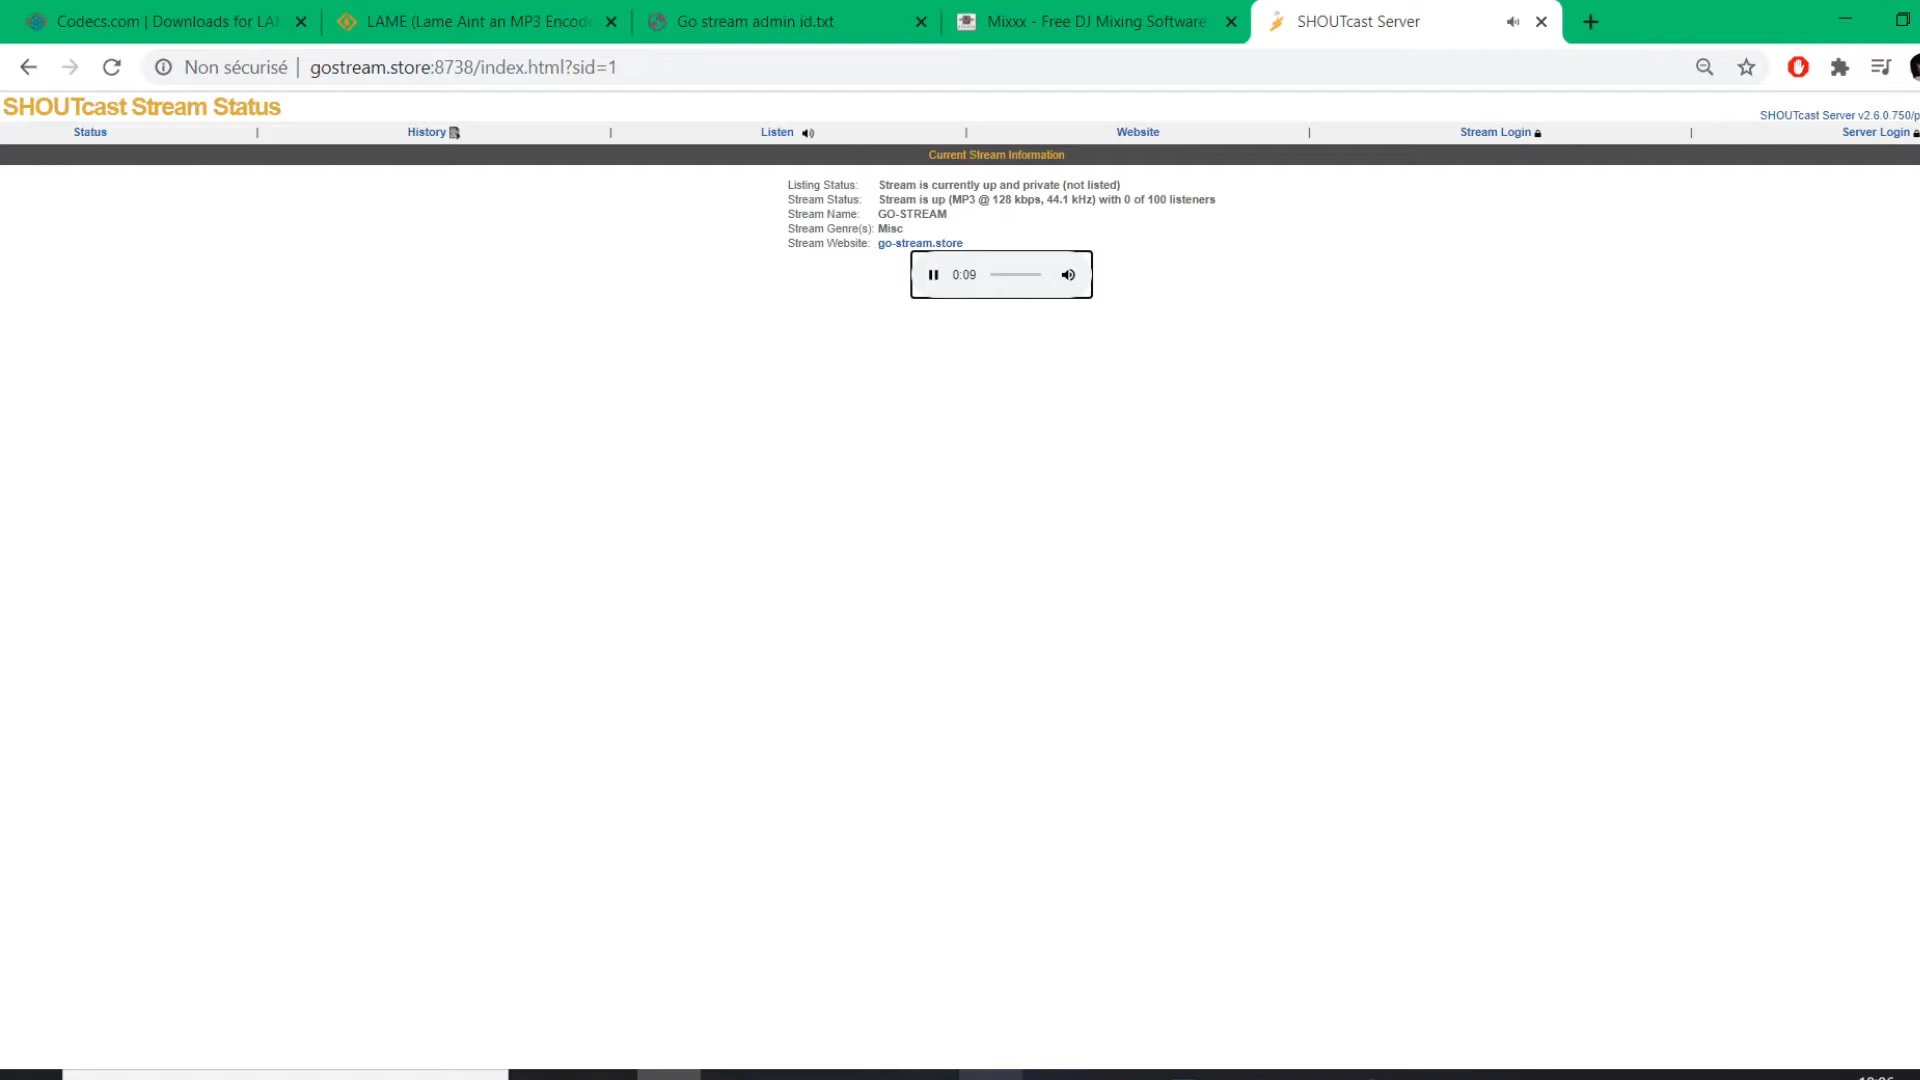 Codecs.com | Downloads for LAM
LAME (Lame Aint an MP3 Encode
Go stream admin id.txt
Mixxx - Free DJ Mixing Software
SHOUTcast Server
Non sécurisé | gostream.store:8738/index.html?sid=1
SHOUTcast Stream Status
SHOUTcast Server v2.6.0.750/p
Status | History | Listen | Website | Stream Login | Server Login
Current Stream Information
Listing Status: Stream is currently up and private (not listed)
Stream Status: Stream is up (MP3 @ 128 kbps, 44.1 kHz) with 0 of 100 listeners
Stream Name: GO-STREAM
Stream Genre(s): Misc
Stream Website: go-stream.store
0:09